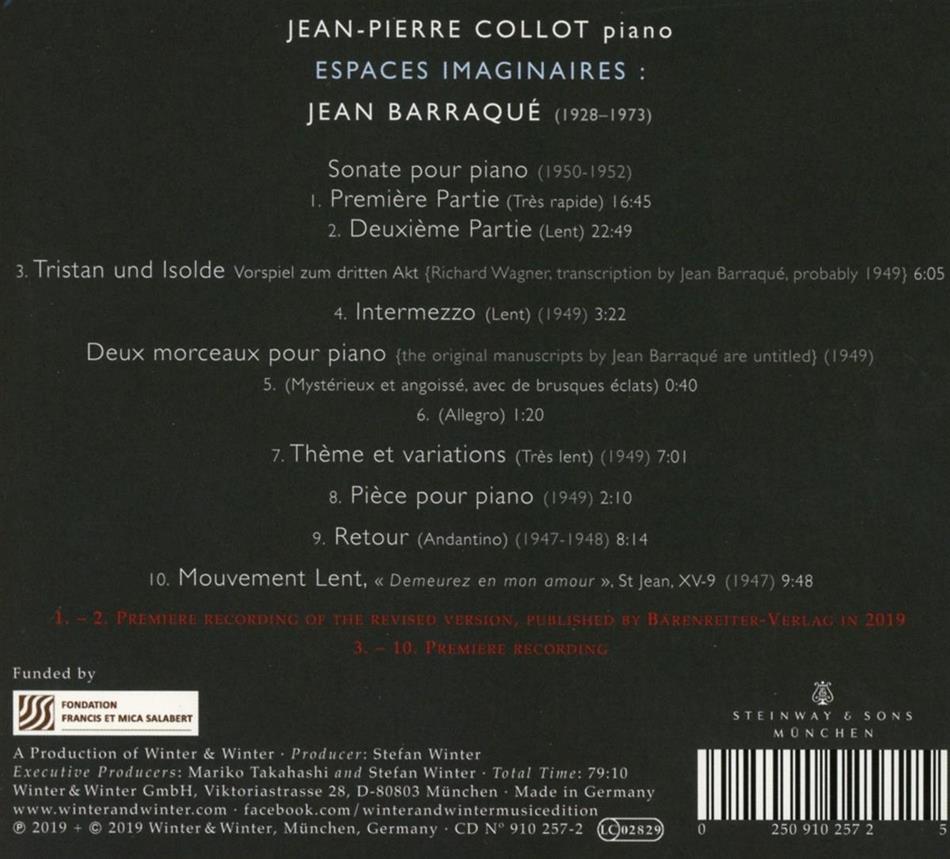 JEAN-PIERRE COLLOT piano
ESPACES IMAGINAIRES :
JEAN BARRAQUÉ (1928–1973)
Sonate pour piano (1950-1952)
1. Première Partie (Très rapide) 16:45
2. Deuxième Partie (Lent) 22:49
3. Tristan und Isolde Vorspiel zum dritten Akt {Richard Wagner, transcription by Jean Barraqué, probably 1949} 6:05
4. Intermezzo (Lent) (1949) 3:22
Deux morceaux pour piano {the original manuscripts by Jean Barraqué are untitled} (1949)
5. (Mystérieux et angoissé, avec de brusques éclats) 0:40
6. (Allegro) 1:20
7. Thème et variations (Très lent) (1949) 7:01
8. Pièce pour piano (1949) 2:10
9. Retour (Andantino) (1947-1948) 8:14
10. Mouvement Lent, « Demeurez en mon amour », St Jean, XV-9 (1947) 9:48
1. – 2. PREMIERE RECORDING OF THE REVISED VERSION, PUBLISHED BY BÄRENREITER-VERLAG IN 2019
3. – 10. PREMIERE RECORDING
Funded by
FONDATION
FRANCIS ET MICA SALABERT
STEINWAY & SONS
MÜNCHEN
A Production of Winter & Winter · Producer: Stefan Winter
Executive Producers: Mariko Takahashi and Stefan Winter · Total Time: 79:10
Winter & Winter GmbH, Viktoriastrasse 28, D-80803 München · Made in Germany
www.winterandwinter.com · facebook.com/winterandwintermusicedition
℗ 2019 + © 2019 Winter & Winter, München, Germany · CD Nº 910 257-2 LC 02829
0 250 910 257 2 5